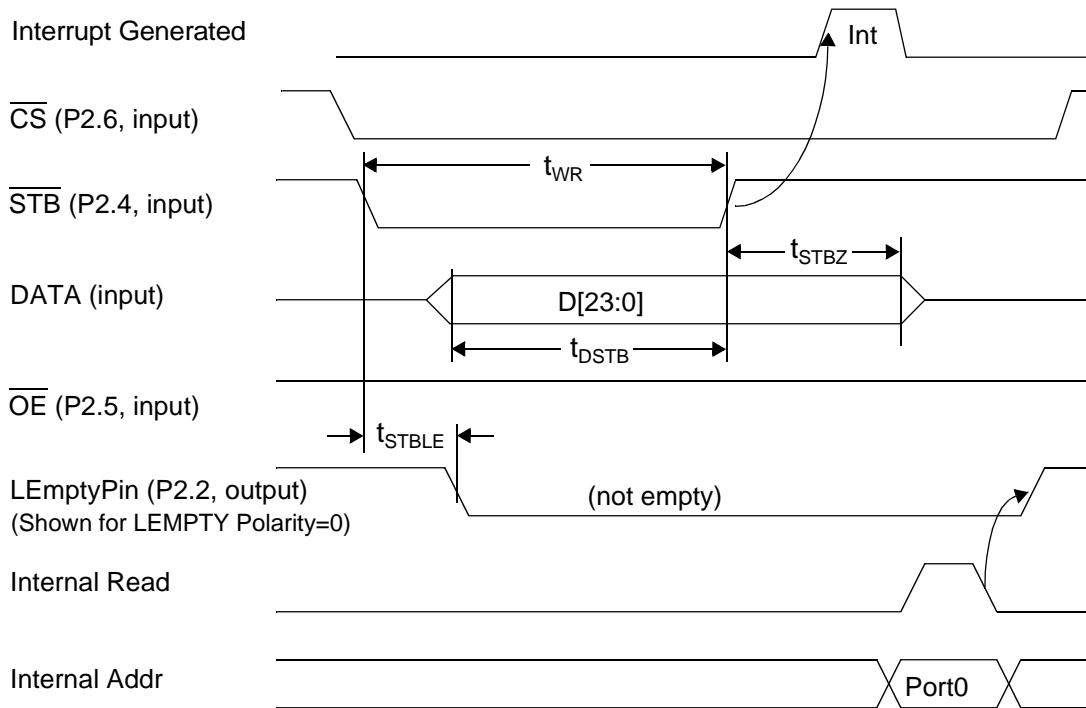 Interrupt Generated
Int
CS (P2.6, input)
tWR
STB (P2.4, input)
tSTBZ
DATA (input)
D[23:0]
tDSTB
OE (P2.5, input)
tSTBLE
LEmptyPin (P2.2, output)
(not empty)
(Shown for LEMPTY Polarity=0)
Internal Read
Internal Addr
Port0